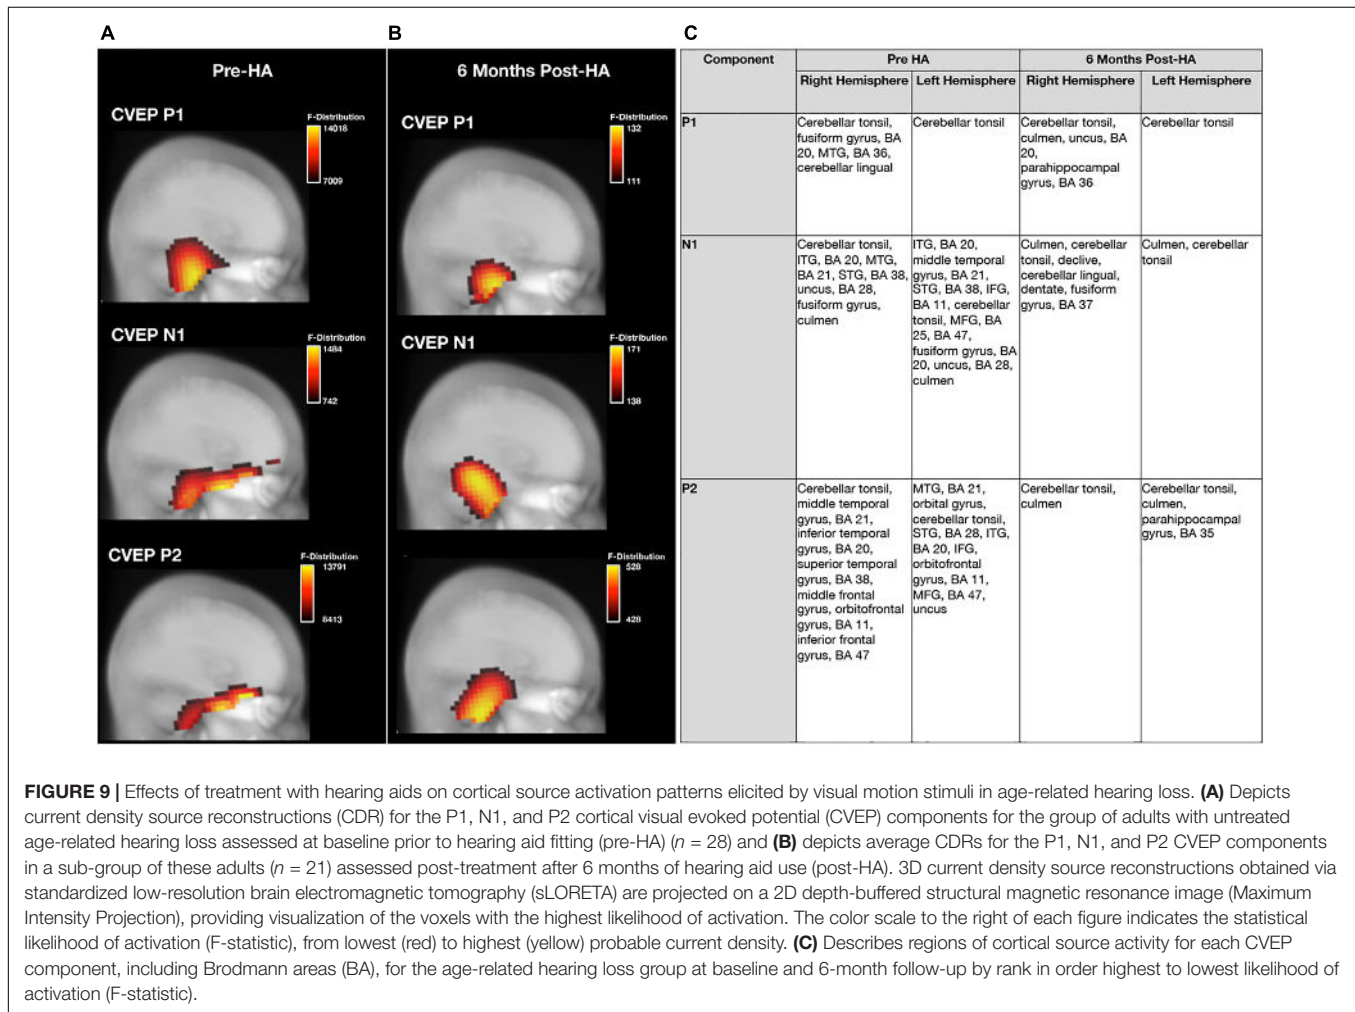 A
Pre-HA
CVEP P1
F-Distribution
14018
7009
CVEP N1
F-Distribution
1484
742
CVEP P2
F-Distribution
13791
8413
B
6 Months Post-HA
CVEP P1
F-Distribution
132
111
CVEP N1
F-Distribution
171
138
F-Distribution
528
428
C
Component
Pre HA
6 Months Post-HA
Right Hemisphere
Left Hemisphere
Right Hemisphere
Left Hemisphere
P1
Cerebellar tonsil,
fusiform gyrus, BA
20, MTG, BA 36,
cerebellar lingual
Cerebellar tonsil
Cerebellar tonsil,
culmen, uncus, BA
20,
parahippocampal
gyrus, BA 36
Cerebellar tonsil
N1
Cerebellar tonsil,
ITG, BA 20, MTG,
BA 21, STG, BA 38,
uncus, BA 28,
fusiform gyrus,
culmen
ITG, BA 20,
middle temporal
gyrus, BA 21,
STG, BA 38, IFG,
BA 11, cerebellar
tonsil, MFG, BA
25, BA 47,
fusiform gyrus, BA
20, uncus, BA 28,
culmen
Culmen, cerebellar
tonsil, declive,
cerebellar lingual,
dentate, fusiform
gyrus, BA 37
Culmen, cerebellar
tonsil
P2
Cerebellar tonsil,
middle temporal
gyrus, BA 21,
inferior temporal
gyrus, BA 20,
superior temporal
gyrus, BA 38,
middle frontal
gyrus, orbitofrontal
gyrus, BA 11,
inferior frontal
gyrus, BA 47
MTG, BA 21,
orbital gyrus,
cerebellar tonsil,
STG, BA 28, ITG,
BA 20, IFG,
orbitofrontal
gyrus, BA 11,
MFG, BA 47,
uncus
Cerebellar tonsil,
culmen
Cerebellar tonsil,
culmen,
parahippocampal
gyrus, BA 35
FIGURE 9 | Effects of treatment with hearing aids on cortical source activation patterns elicited by visual motion stimuli in age-related hearing loss. (A) Depicts
current density source reconstructions (CDR) for the P1, N1, and P2 cortical visual evoked potential (CVEP) components for the group of adults with untreated
age-related hearing loss assessed at baseline prior to hearing aid fitting (pre-HA) (n = 28) and (B) depicts average CDRs for the P1, N1, and P2 CVEP components
in a sub-group of these adults (n = 21) assessed post-treatment after 6 months of hearing aid use (post-HA). 3D current density source reconstructions obtained via
standardized low-resolution brain electromagnetic tomography (sLORETA) are projected on a 2D depth-buffered structural magnetic resonance image (Maximum
Intensity Projection), providing visualization of the voxels with the highest likelihood of activation. The color scale to the right of each figure indicates the statistical
likelihood of activation (F-statistic), from lowest (red) to highest (yellow) probable current density. (C) Describes regions of cortical source activity for each CVEP
component, including Brodmann areas (BA), for the age-related hearing loss group at baseline and 6-month follow-up by rank in order highest to lowest likelihood of
activation (F-statistic).